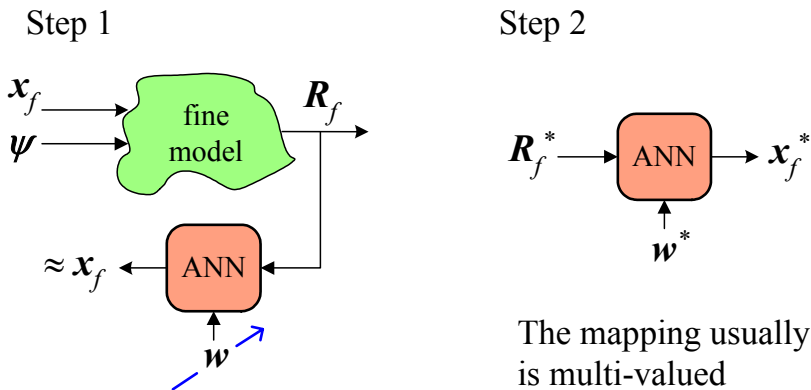 Step 1
x_f
ψ
fine
model
R_f
ANN
≈ x_f
w
Step 2
R_f^*
ANN
x_f^*
w^*
The mapping usually
is multi-valued